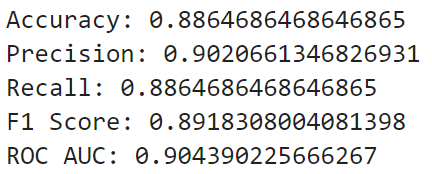 Accuracy: 0.8864686468646865
Precision: 0.9020661346826931
Recall: 0.8864686468646865
F1 Score: 0.8918308004081398
ROC AUC: 0.904390225666267